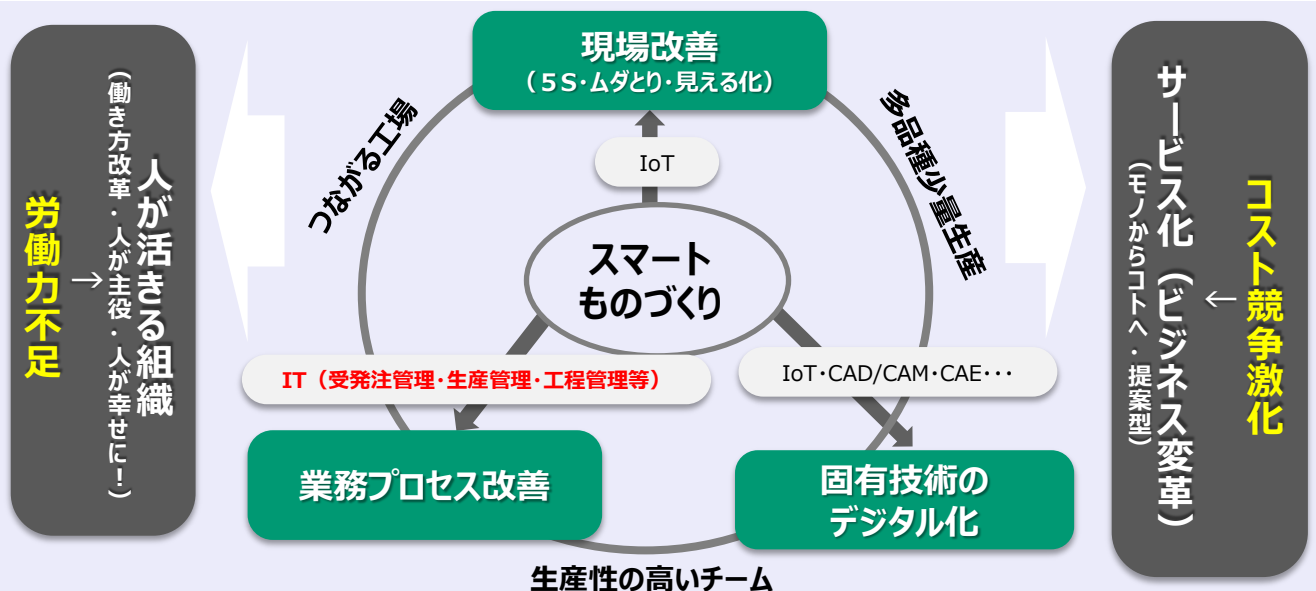 現場改善
（５S・ムダとり・見える化）
つながる工場
多品種少量生産
IoT
スマート
ものづくり
IT（受発注管理・生産管理・工程管理等）
IoT・CAD/CAM・CAE・・・
業務プロセス改善
固有技術の
デジタル化
生産性の高いチーム
労働力不足
→
人が活きる組織
（働き方改革・人が主役・人が幸せに！）
コスト競争激化
←
サービス化（ビジネス変革）
（モノからコトへ・提案型）